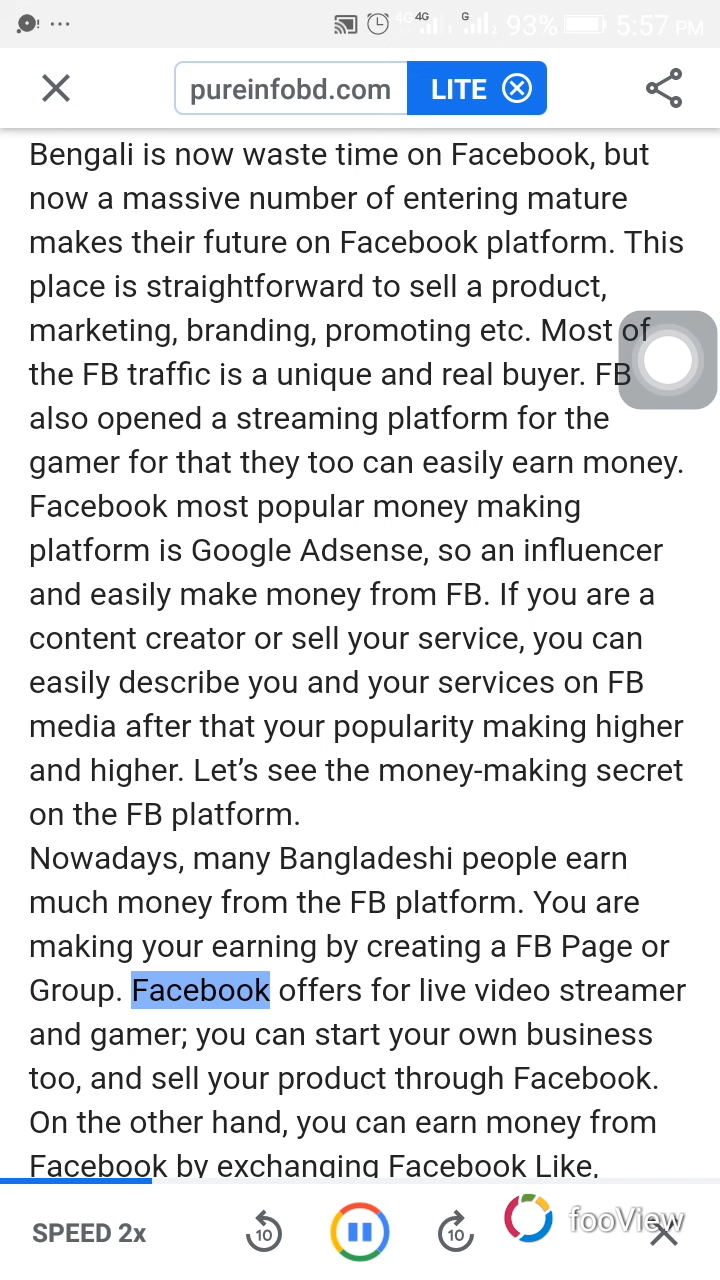 4G 4G G 2 93% 5:57 PM
pureinfobd.com LITE
Bengali is now waste time on Facebook, but
now a massive number of entering mature
makes their future on Facebook platform. This
place is straightforward to sell a product,
marketing, branding, promoting etc. Most of
the FB traffic is a unique and real buyer. FB
also opened a streaming platform for the
gamer for that they too can easily earn money.
Facebook most popular money making
platform is Google Adsense, so an influencer
and easily make money from FB. If you are a
content creator or sell your service, you can
easily describe you and your services on FB
media after that your popularity making higher
and higher. Let’s see the money-making secret
on the FB platform.
Nowadays, many Bangladeshi people earn
much money from the FB platform. You are
making your earning by creating a FB Page or
Group. Facebook offers for live video streamer
and gamer; you can start your own business
too, and sell your product through Facebook.
On the other hand, you can earn money from
Facebook by exchanging Facebook Like,
SPEED 2x 10 10 fooView